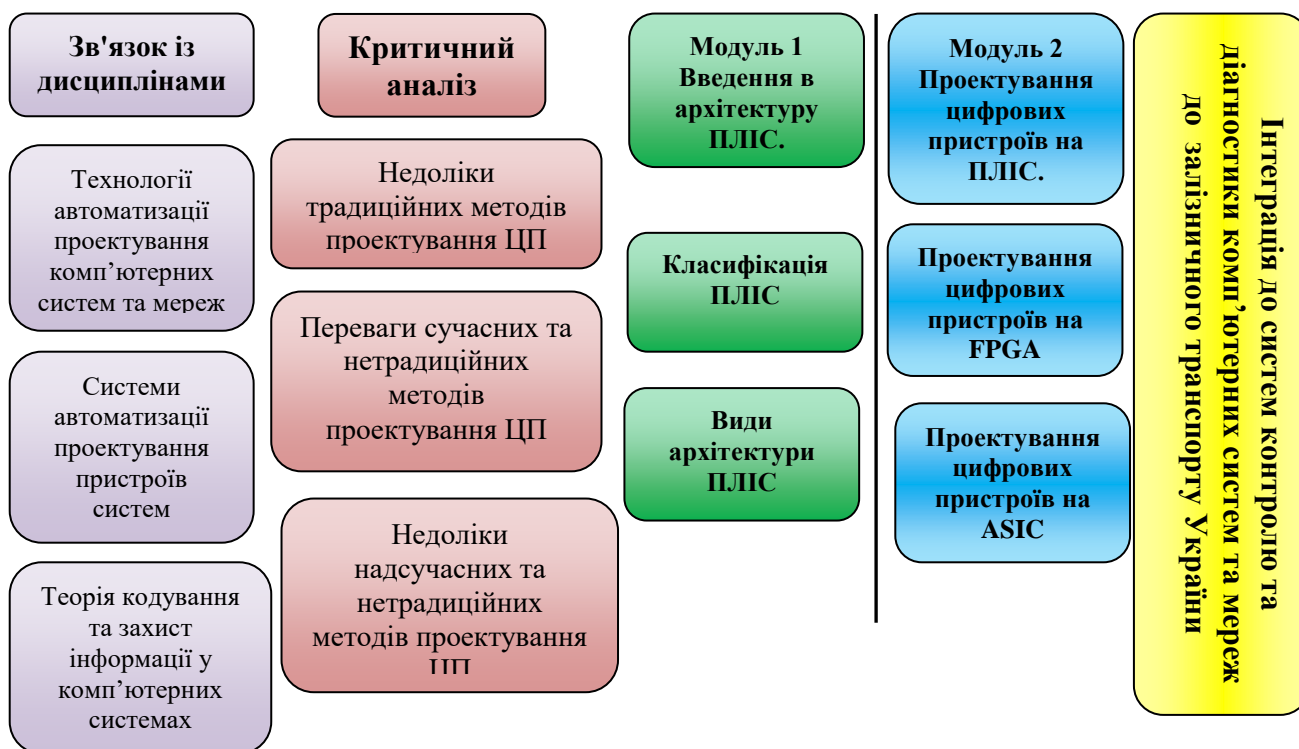 Зв'язок із
дисциплінами
Технології
автоматизації
проектування
комп’ютерних
систем та мереж
Системи
автоматизації
проектування
пристроїв
систем
Теорія кодування
та захист
інформації у
комп’ютерних
системах
Критичний
аналіз
Недоліки
традиційних методів
проектування ЦП
Переваги сучасних та
нетрадиційних
методів
проектування ЦП
Недоліки
надсучасних та
нетрадиційних
методів проектування
ЦП
Модуль 1
Введення в
архітектуру
ПЛІС.
Класифікація
ПЛІС
Види
архітектури
ПЛІС
Модуль 2
Проектування
цифрових
пристроїв на
ПЛІС.
Проектування
цифрових
пристроїв на
FPGA
Проектування
цифрових
пристроїв на
ASIC
Інтеграція до систем контролю та
діагностики комп’ютерних систем та мереж
до залізничного транспорту України